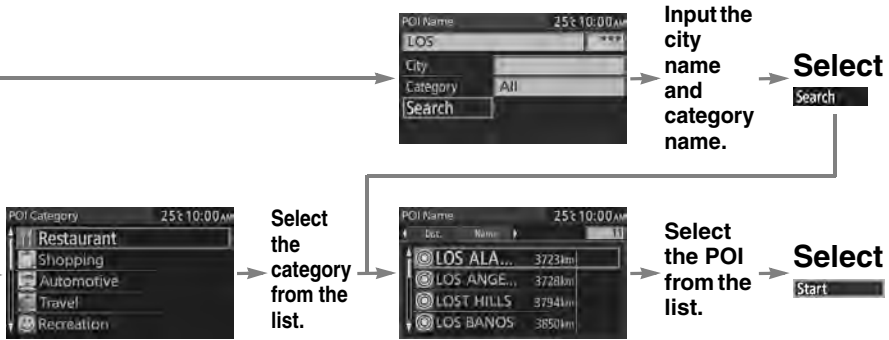 POI Name 25℃ 10:00AM
LOS ***
City
Category All
Search
Input the
city
name
and
category
name.
Select
Search
POI Category 25℃ 10:00AM
Restaurant
Shopping
Automotive
Travel
Recreation
Select
the
category
from the
list.
POI Name 25℃ 10:00AM
Dist. Name
LOS ALA... 3723km
LOS ANGE... 3728km
LOST HILLS 3794km
LOS BANOS 3850km
Select
the POI
from the
list.
Select
Start